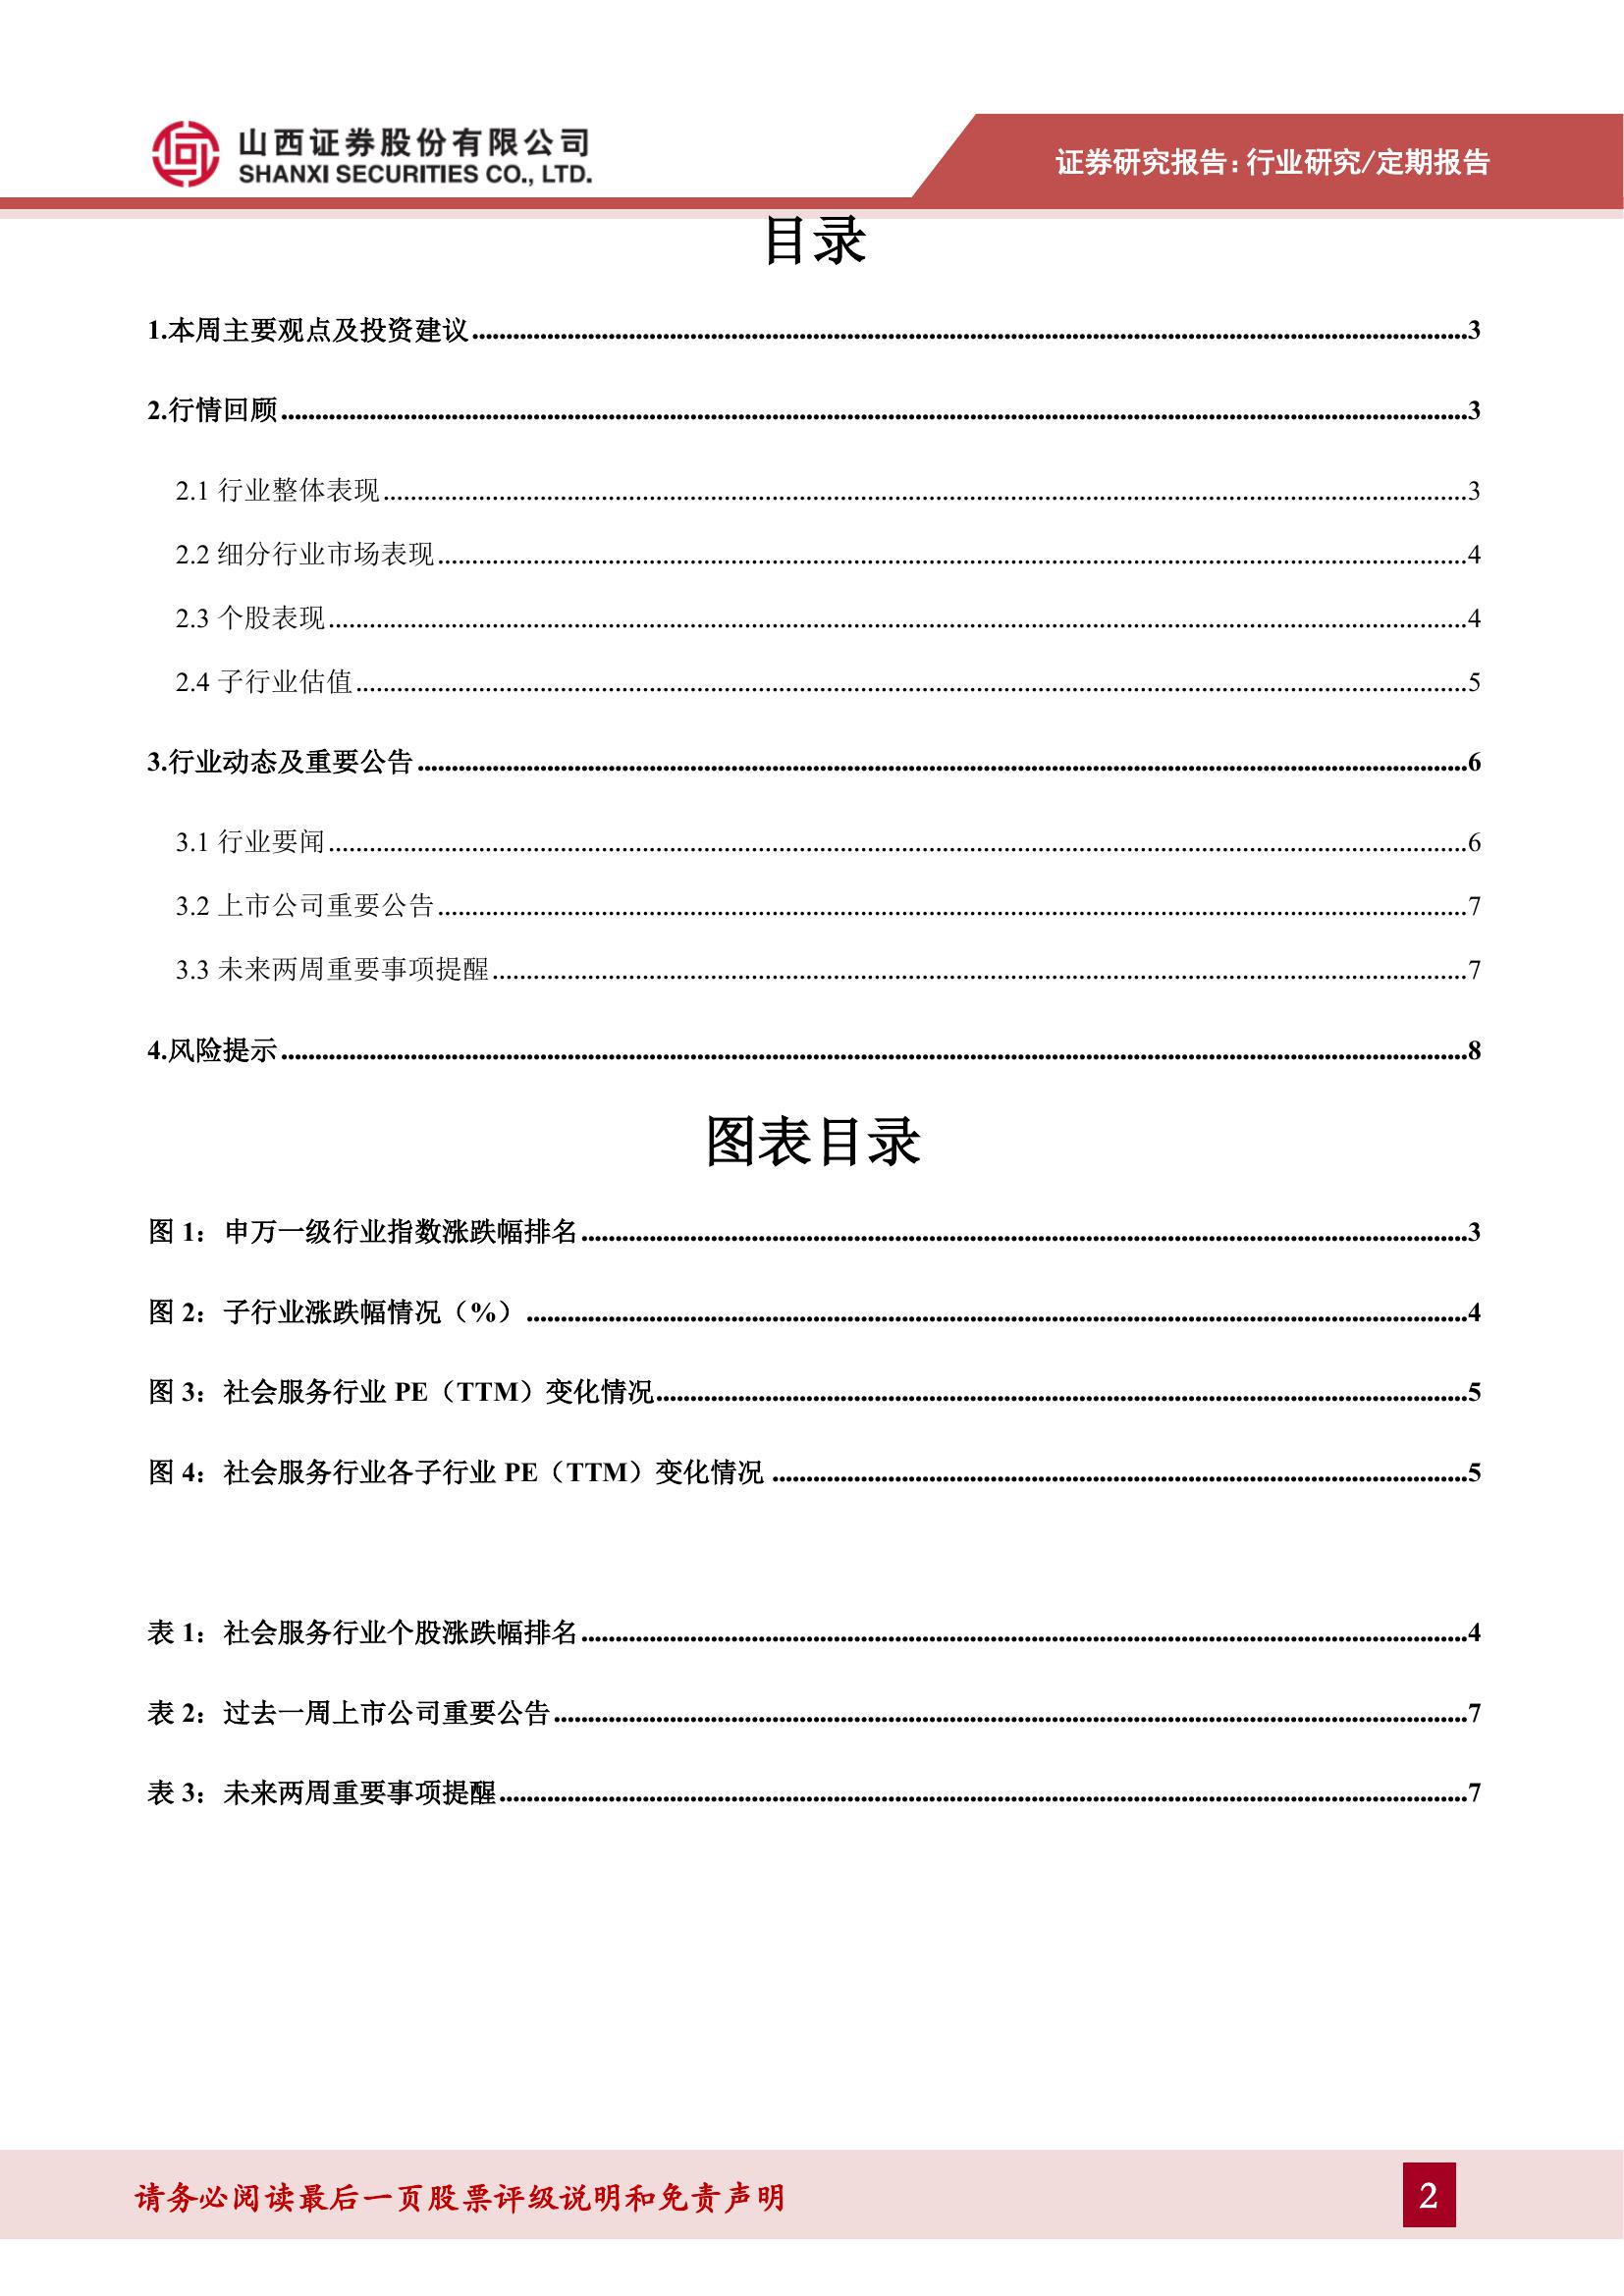 山西证券股份有限公司
SHANXI SECURITIES CO., LTD.
证券研究报告：行业研究/定期报告
目录
1.本周主要观点及投资建议........3
2.行情回顾........3
2.1 行业整体表现........3
2.2 细分行业市场表现........4
2.3 个股表现........4
2.4 子行业估值........5
3.行业动态及重要公告........6
3.1 行业要闻........6
3.2 上市公司重要公告........7
3.3 未来两周重要事项提醒........7
4.风险提示........8
图表目录
图 1：申万一级行业指数涨跌幅排名........3
图 2：子行业涨跌幅情况（%）........4
图 3：社会服务行业 PE（TTM）变化情况........5
图 4：社会服务行业各子行业 PE（TTM）变化情况........5
表 1：社会服务行业个股涨跌幅排名........4
表 2：过去一周上市公司重要公告........7
表 3：未来两周重要事项提醒........7
请务必阅读最后一页股票评级说明和免责声明
2